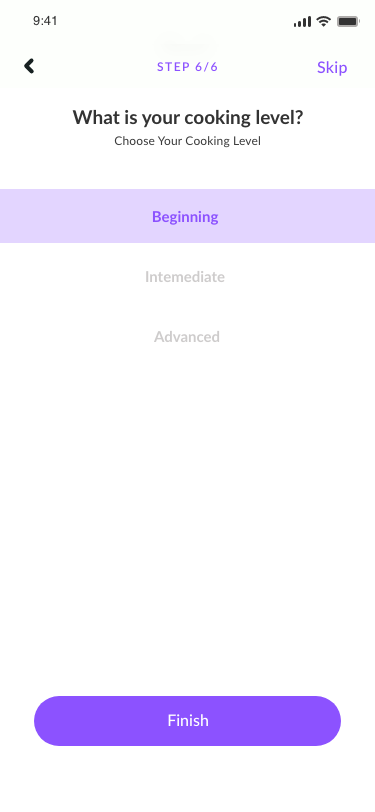 9:41
STEP 6/6
Skip
What is your cooking level?
Choose Your Cooking Level
Beginning
Intemediate
Advanced
Finish